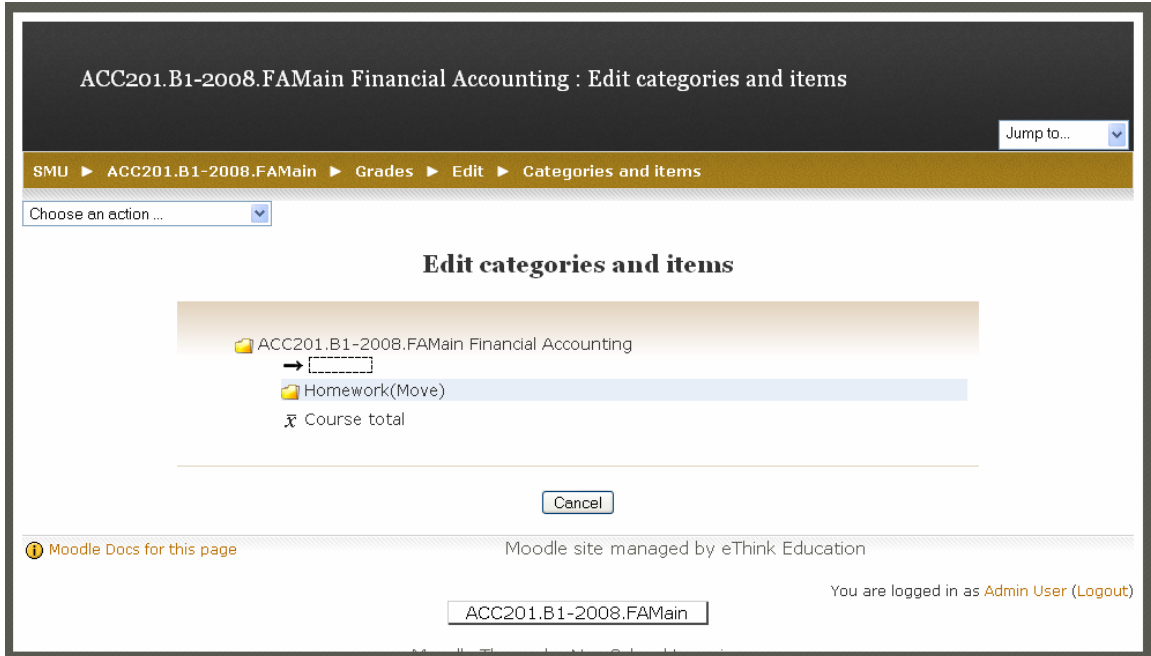 ACC201.B1-2008.FAMain Financial Accounting : Edit categories and items
Jump to...
SMU ► ACC201.B1-2008.FAMain ► Grades ► Edit ► Categories and items
Choose an action ...
Edit categories and items
ACC201.B1-2008.FAMain Financial Accounting
Homework(Move)
x̅ Course total
Cancel
Moodle Docs for this page
Moodle site managed by eThink Education
You are logged in as Admin User (Logout)
ACC201.B1-2008.FAMain